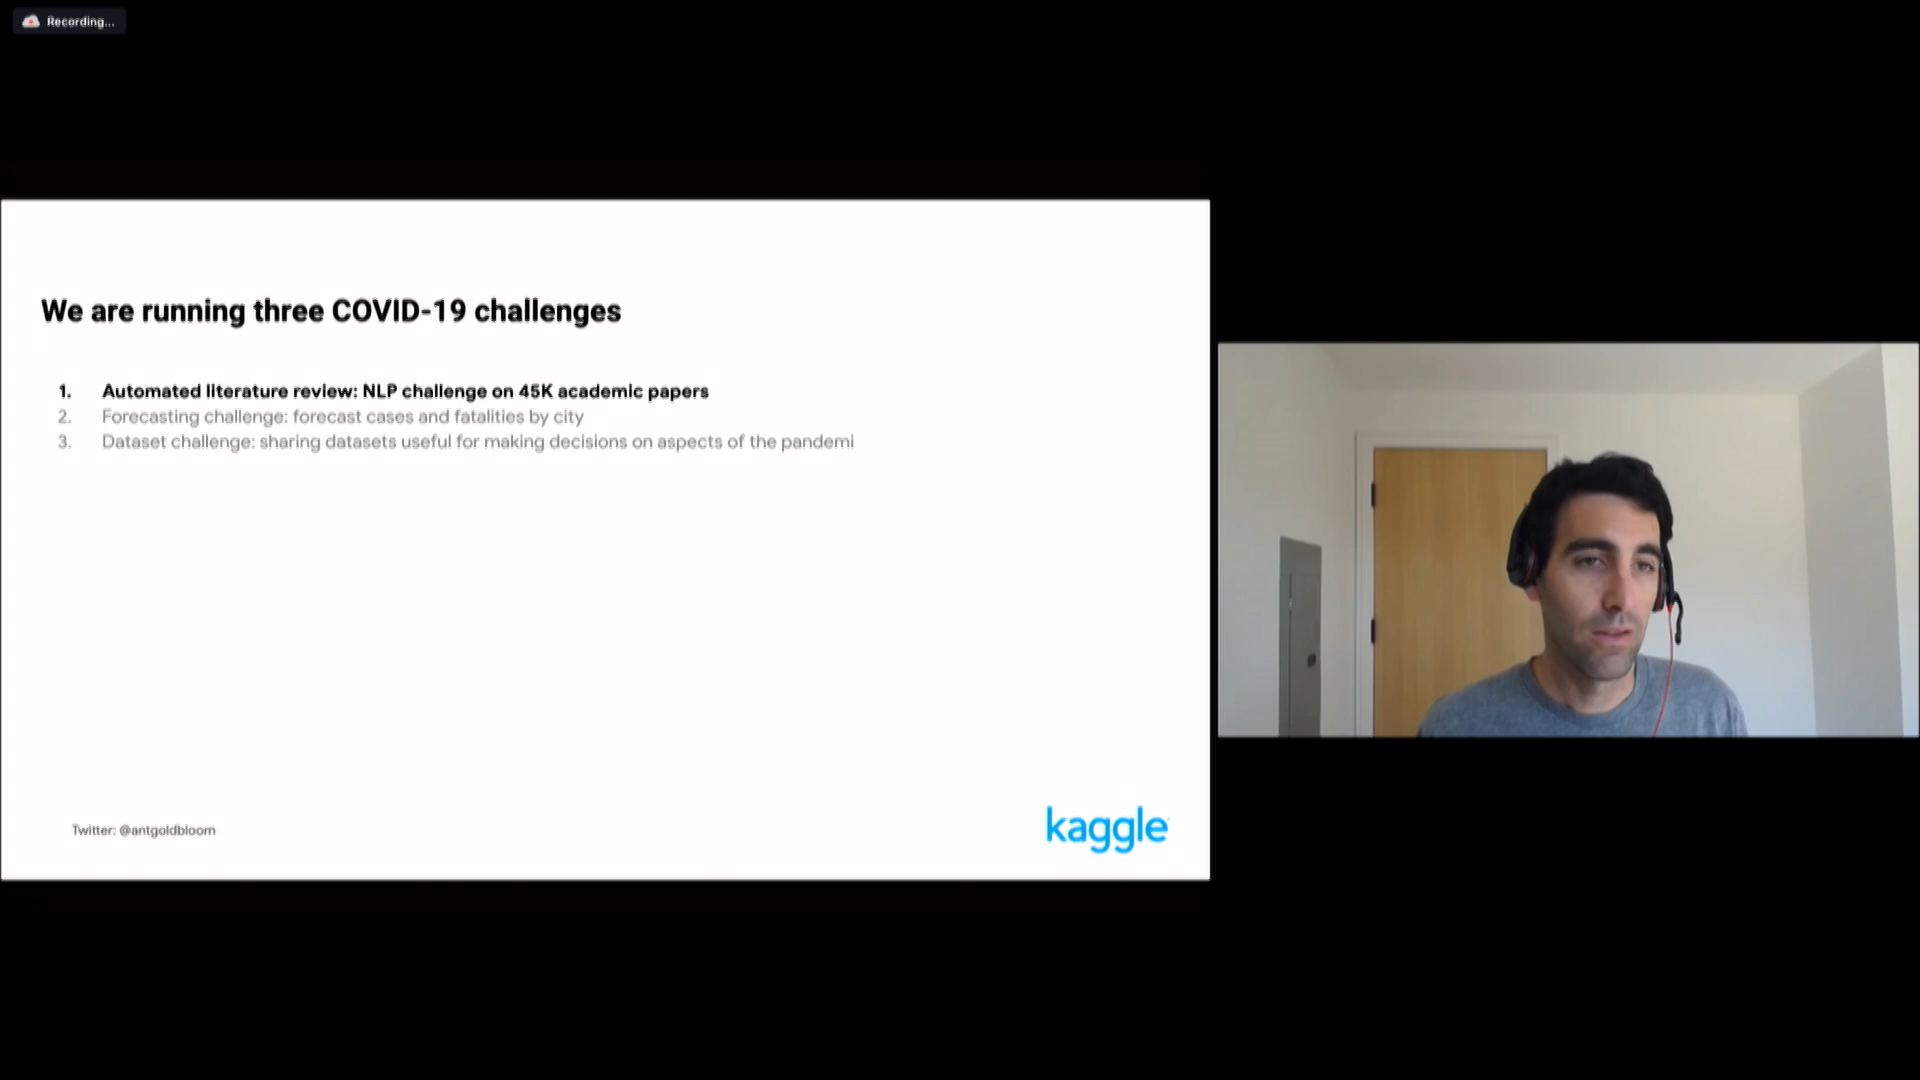 Recording...
We are running three COVID-19 challenges
1. Automated literature review: NLP challenge on 45K academic papers
2. Forecasting challenge: forecast cases and fatalities by city
3. Dataset challenge: sharing datasets useful for making decisions on aspects of the pandemi
Twitter: @antgoldbloom
kaggle